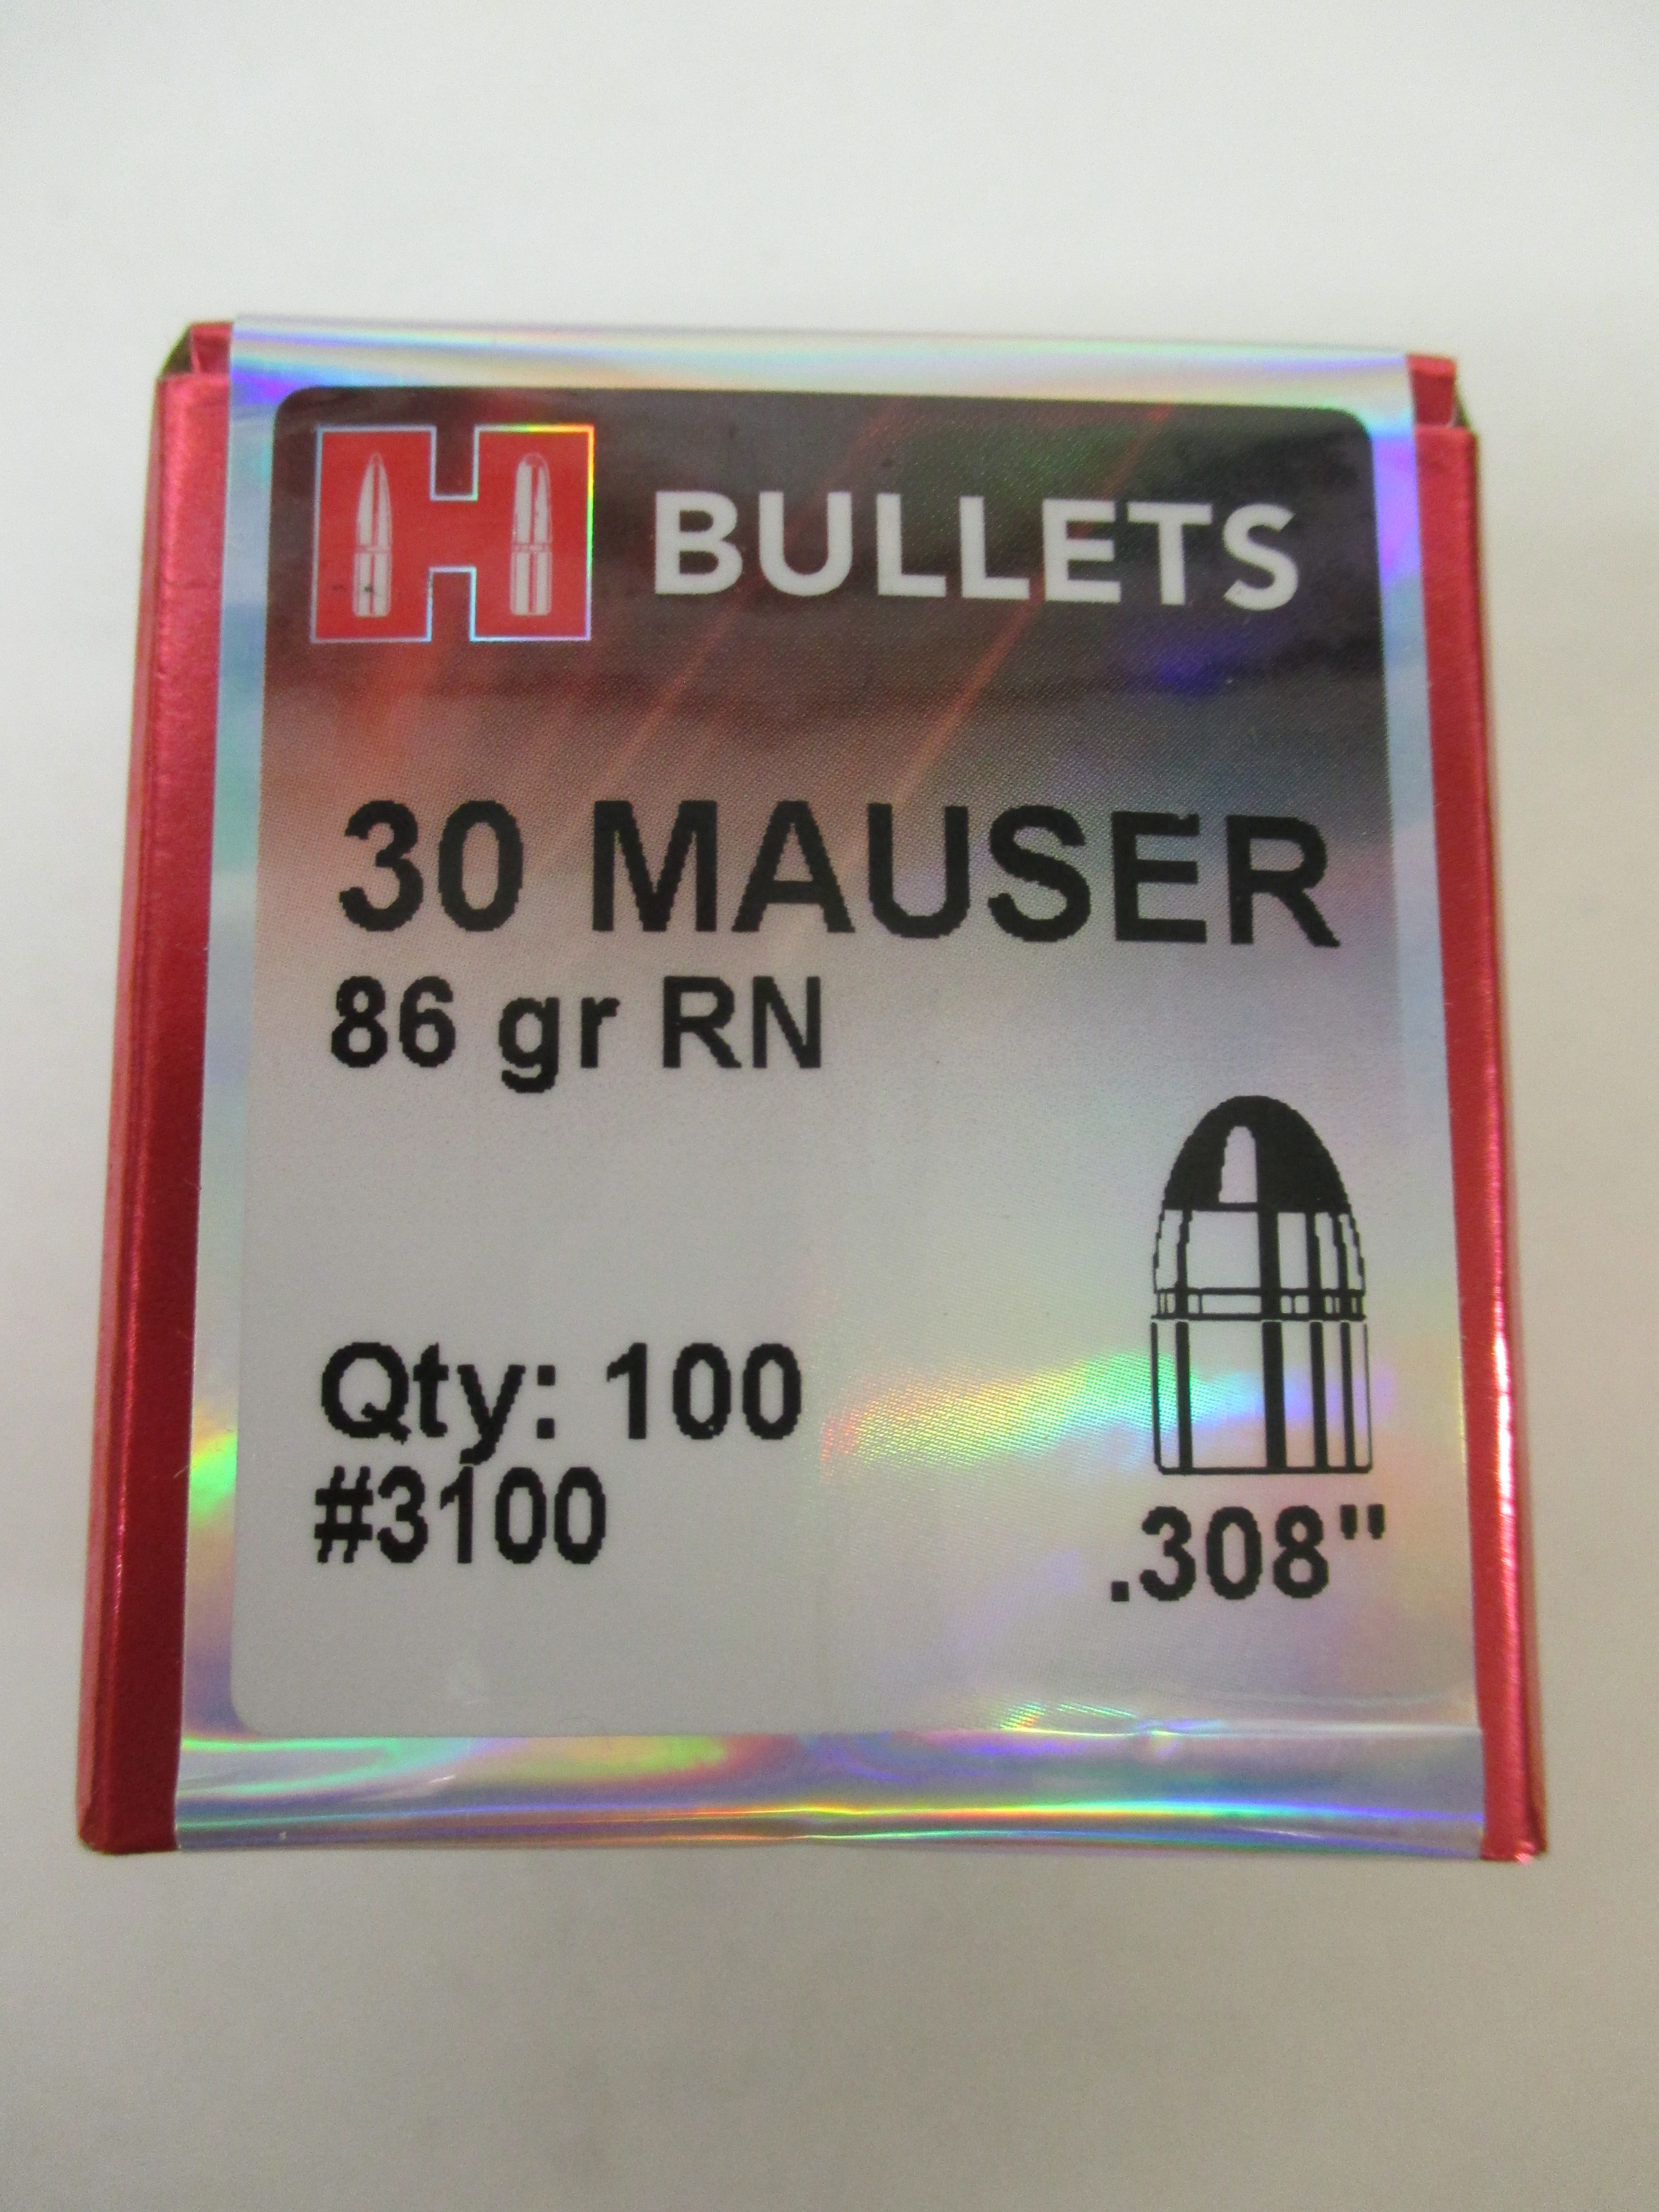 H BULLETS
30 MAUSER
86 gr RN
Qty: 100
#3100
.308"